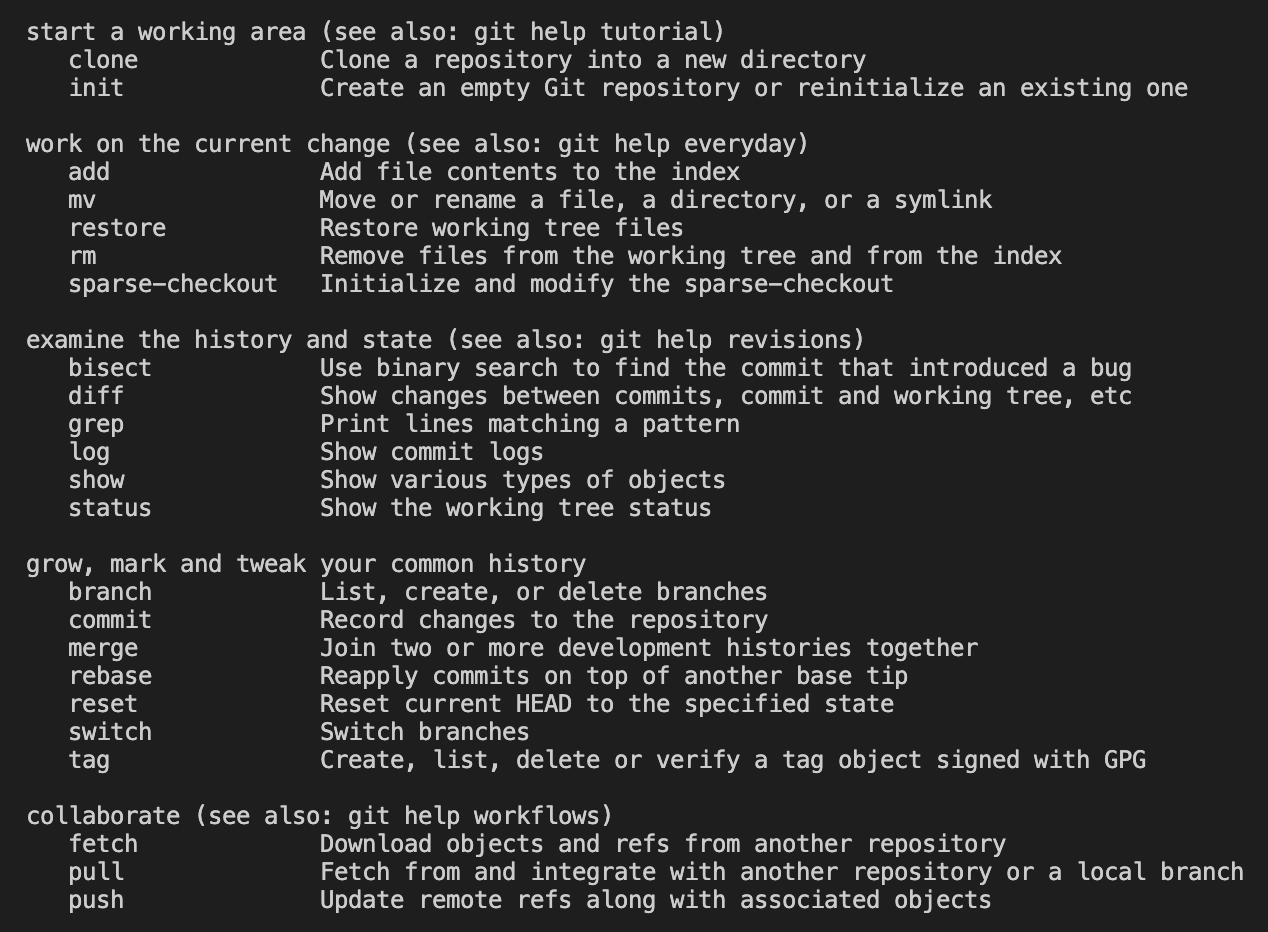 start a working area (see also: git help tutorial)
   clone             Clone a repository into a new directory
   init              Create an empty Git repository or reinitialize an existing one

work on the current change (see also: git help everyday)
   add               Add file contents to the index
   mv                Move or rename a file, a directory, or a symlink
   restore           Restore working tree files
   rm                Remove files from the working tree and from the index
   sparse-checkout   Initialize and modify the sparse-checkout

examine the history and state (see also: git help revisions)
   bisect            Use binary search to find the commit that introduced a bug
   diff              Show changes between commits, commit and working tree, etc
   grep              Print lines matching a pattern
   log               Show commit logs
   show              Show various types of objects
   status            Show the working tree status

grow, mark and tweak your common history
   branch            List, create, or delete branches
   commit            Record changes to the repository
   merge             Join two or more development histories together
   rebase            Reapply commits on top of another base tip
   reset             Reset current HEAD to the specified state
   switch            Switch branches
   tag               Create, list, delete or verify a tag object signed with GPG

collaborate (see also: git help workflows)
   fetch             Download objects and refs from another repository
   pull              Fetch from and integrate with another repository or a local branch
   push              Update remote refs along with associated objects